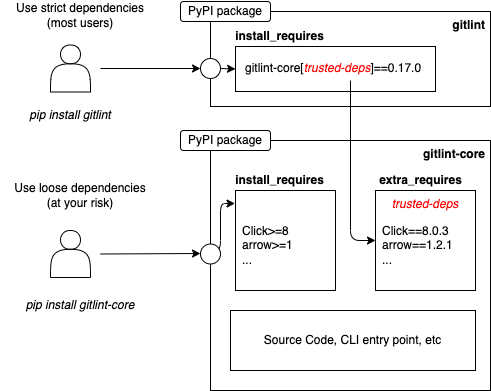 Use strict dependencies
(most users)
pip install gitlint
PyPI package
gitlint
install_requires
gitlint-core[trusted-deps]==0.17.0
Use loose dependencies
(at your risk)
pip install gitlint-core
PyPI package
gitlint-core
install_requires
Click>=8
arrow>=1
...
extra_requires
trusted-deps
Click==8.0.3
arrow==1.2.1
...
Source Code, CLI entry point, etc